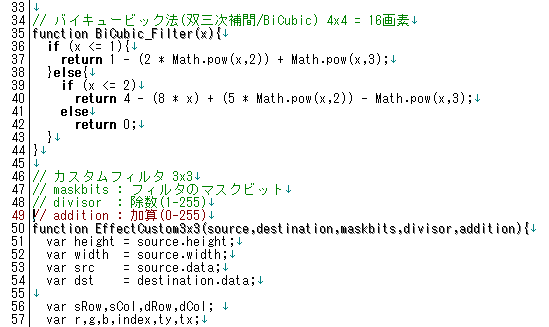 33 ↓
34 // バイキュービック法(双三次補間/BiCubic) 4x4 = 16画素↓
35 function BiCubic_Filter(x){↓
36 if (x <= 1){↓
37 return 1 - (2 * Math.pow(x,2)) + Math.pow(x,3);↓
38 }else{↓
39 if (x <= 2)↓
40 return 4 - (8 * x) + (5 * Math.pow(x,2)) - Math.pow(x,3);↓
41 else↓
42 return 0;↓
43 }↓
44 }↓
45 ↓
46 // カスタムフィルタ 3x3↓
47 // maskbits : フィルタのマスクビット↓
48 // divisor : 除数(1-255)↓
49 // addition : 加算(0-255)↓
50 function EffectCustom3x3(source,destination,maskbits,divisor,addition){↓
51 var height = source.height;↓
52 var width = source.width;↓
53 var src = source.data;↓
54 var dst = destination.data;↓
55 ↓
56 var sRow,sCol,dRow,dCol; ↓
57 var r,g,b,index,ty,tx;↓